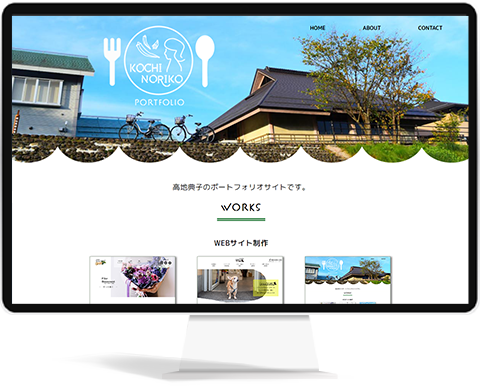 HOME ABOUT CONTACT
KOCHI
NORIKO
PORTFOLIO
高地典子のポートフォリオサイトです。
WORKS
WEBサイト制作